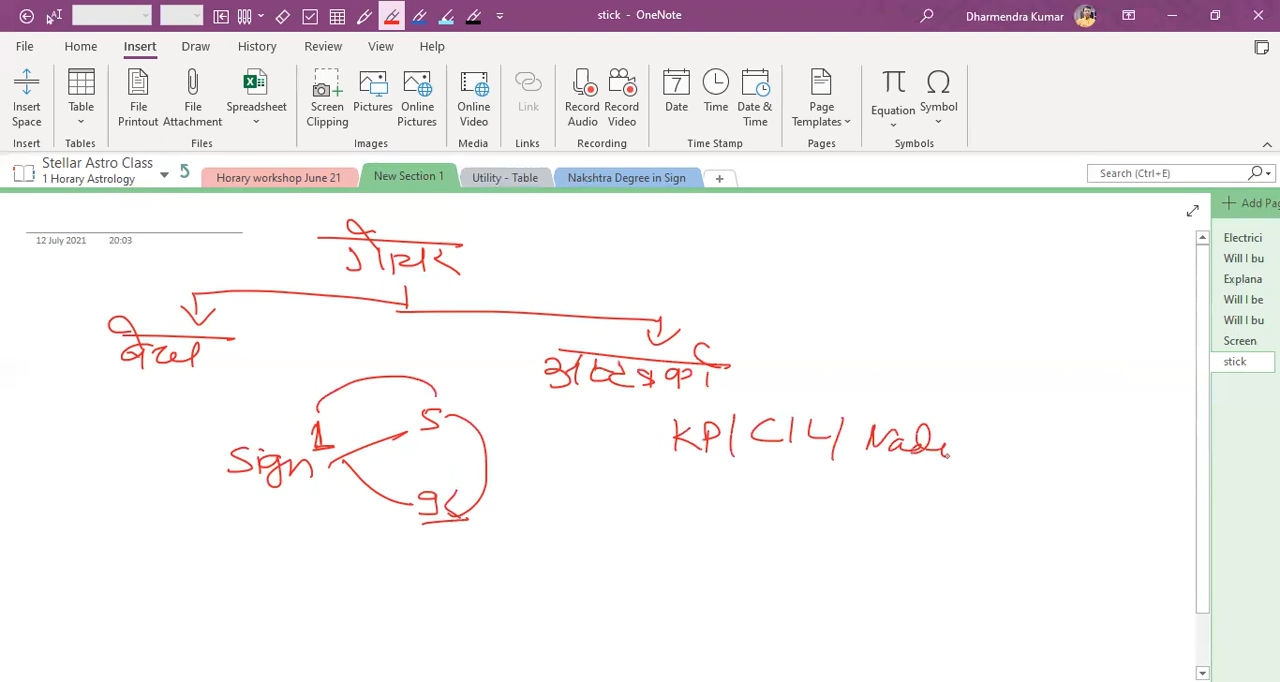 stick - OneNote
Dharmendra Kumar
File Home Insert Draw History Review View Help
Insert Space
Table
File Printout
File Attachment
Spreadsheet
Screen Clipping
Pictures
Online Pictures
Online Video
Link
Record Audio
Record Video
Date
Time
Date & Time
Page Templates
Equation
Symbol
Insert Tables Files Images Media Links Recording Time Stamp Pages Symbols
Stellar Astro Class
1 Horary Astrology
Horary workshop June 21
New Section 1
Utility - Table
Nakshtra Degree in Sign
Search (Ctrl+E)
Add Pag
12 July 2021 20:03
Electrici
Will I bu
Explana
Will I be
Will I bu
Screen
stick
1 5
Sign
9
KP/ CIL/ Nadi